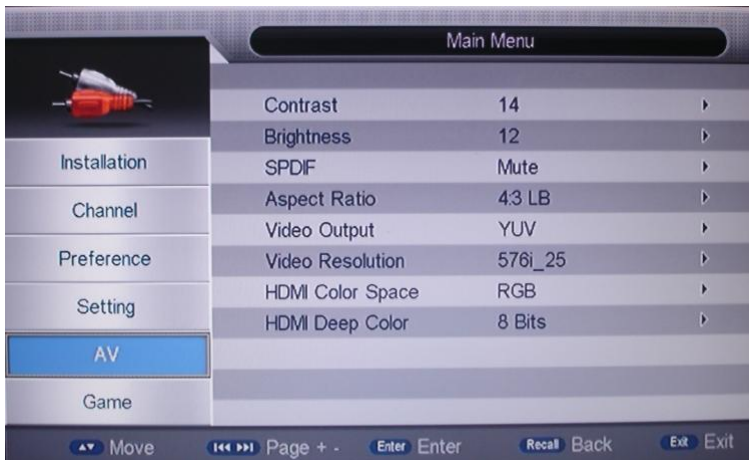 Main Menu
Contrast 14
Brightness 12
SPDIF Mute
Aspect Ratio 4:3 LB
Video Output YUV
Video Resolution 576i_25
HDMI Color Space RGB
HDMI Deep Color 8 Bits
Installation
Channel
Preference
Setting
AV
Game
Move Page + - Enter Enter Recall Back Exit Exit